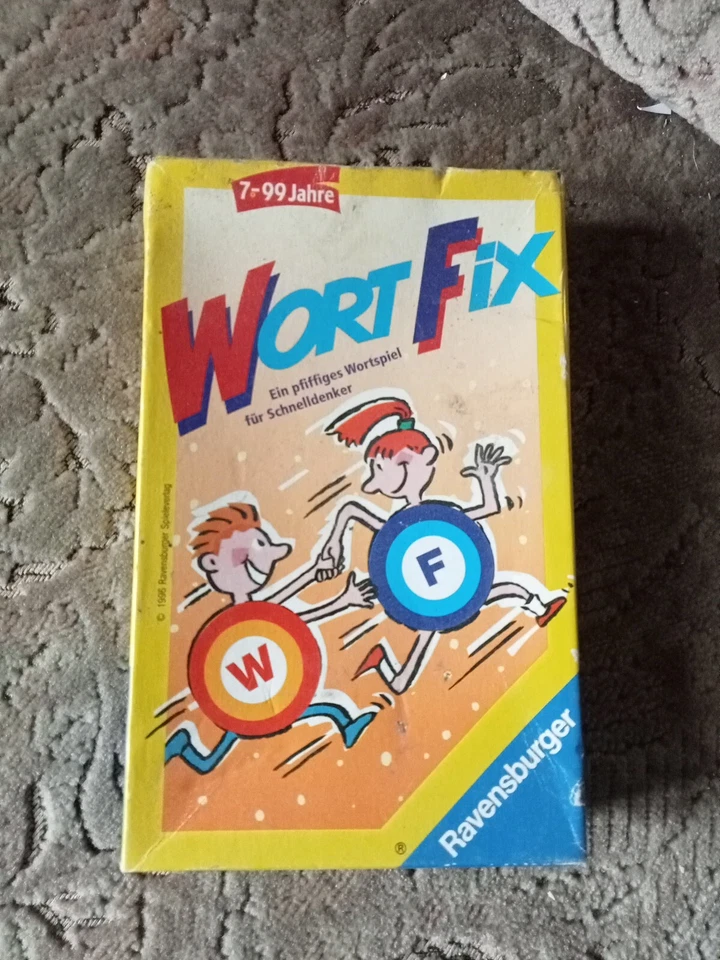 7-99 Jahre
WORT FIX
Ein pfiffiges Wortspiel
für Schnelldenker
F
W
© 1996 Ravensburger Spieleverlag
Ravensburger
®